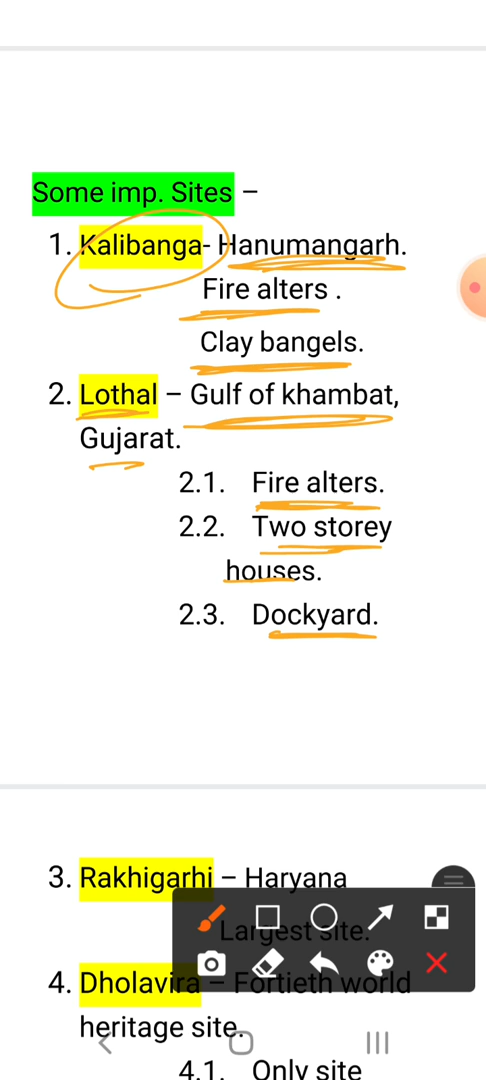 Some imp. Sites –
1. Kalibanga- Hanumangarh.
Fire alters .
Clay bangels.
2. Lothal – Gulf of khambat,
Gujarat.
2.1. Fire alters.
2.2. Two storey
houses.
2.3. Dockyard.
3. Rakhigarhi – Haryana
Largest site.
4. Dholavira – Fortieth world
heritage site.
4.1. Only site